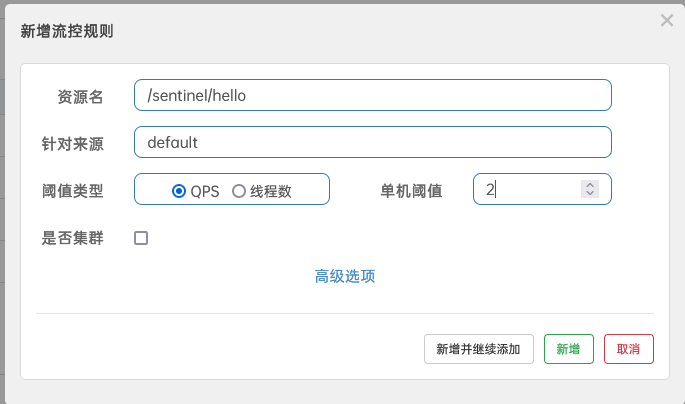 新增流控规则
资源名 /sentinel/hello
针对来源 default
阈值类型 QPS 线程数 单机阈值 2
是否集群
高级选项
新增并继续添加 新增 取消